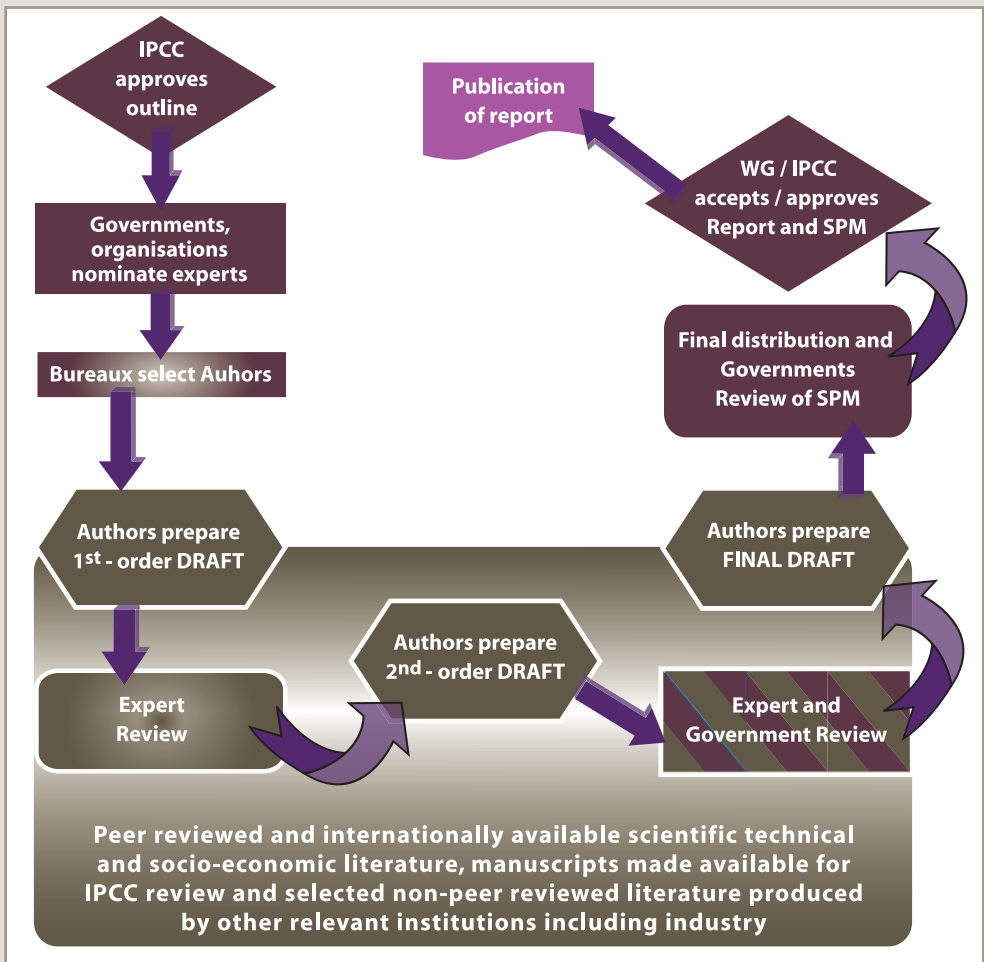 IPCC
approves
outline
Governments,
organisations
nominate experts
Bureaux select Auhors
Authors prepare
1st - order DRAFT
Expert
Review
Authors prepare
2nd - order DRAFT
Expert and
Government Review
Authors prepare
FINAL DRAFT
Final distribution and
Governments
Review of SPM
WG / IPCC
accepts / approves
Report and SPM
Publication
of report
Peer reviewed and internationally available scientific technical
and socio-economic literature, manuscripts made available for
IPCC review and selected non-peer reviewed literature produced
by other relevant institutions including industry